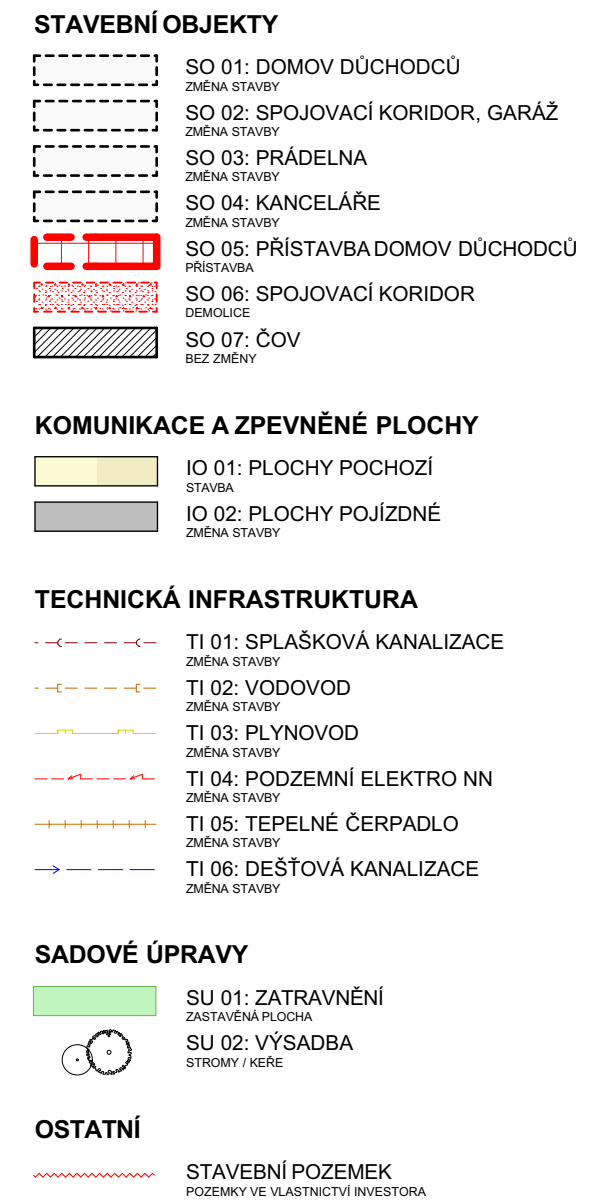 STAVEBNÍ OBJEKTY
SO 01: DOMOV DŮCHODCŮ
ZMĚNA STAVBY
SO 02: SPOJOVACÍ KORIDOR, GARÁŽ
ZMĚNA STAVBY
SO 03: PRÁDELNA
ZMĚNA STAVBY
SO 04: KANCELÁŘE
ZMĚNA STAVBY
SO 05: PŘÍSTAVBA DOMOV DŮCHODCŮ
PŘÍSTAVBA
SO 06: SPOJOVACÍ KORIDOR
DEMOLICE
SO 07: ČOV
BEZ ZMĚNY
KOMUNIKACE A ZPEVNĚNÉ PLOCHY
IO 01: PLOCHY POCHOZÍ
STAVBA
IO 02: PLOCHY POJÍZDNÉ
ZMĚNA STAVBY
TECHNICKÁ INFRASTRUKTURA
TI 01: SPLAŠKOVÁ KANALIZACE
ZMĚNA STAVBY
TI 02: VODOVOD
ZMĚNA STAVBY
TI 03: PLYNOVOD
ZMĚNA STAVBY
TI 04: PODZEMNÍ ELEKTRO NN
ZMĚNA STAVBY
TI 05: TEPELNÉ ČERPADLO
ZMĚNA STAVBY
TI 06: DEŠŤOVÁ KANALIZACE
ZMĚNA STAVBY
SADOVÉ ÚPRAVY
SU 01: ZATRAVNĚNÍ
ZASTAVĚNÁ PLOCHA
SU 02: VÝSADBA
STROMY / KEŘE
OSTATNÍ
STAVEBNÍ POZEMEK
POZEMKY VE VLASTNICTVÍ INVESTORA